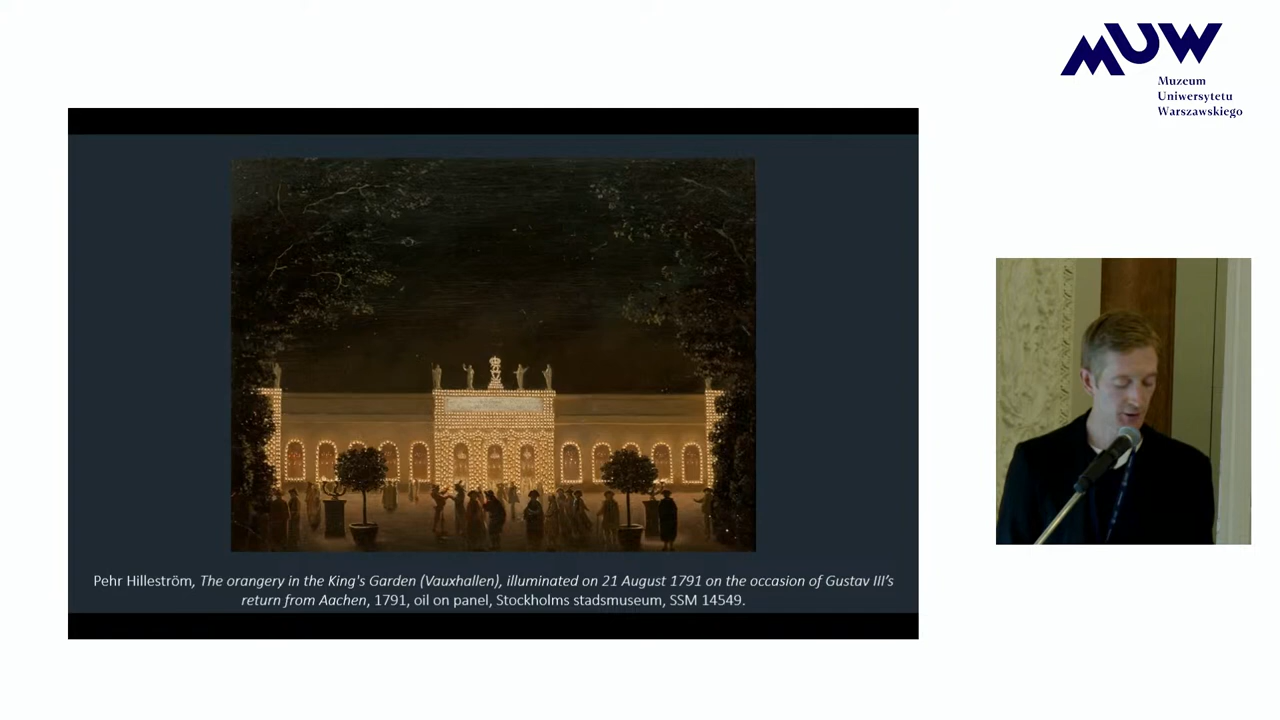 MUW
Muzeum
Uniwersytetu
Warszawskiego
Pehr Hilleström, The orangery in the King's Garden (Vauxhallen), illuminated on 21 August 1791 on the occasion of Gustav III’s
return from Aachen, 1791, oil on panel, Stockholms stadsmuseum, SSM 14549.